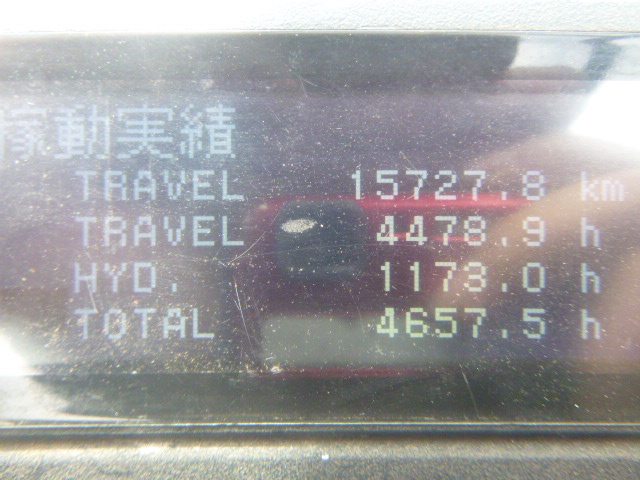 稼動実績
TRAVEL 15727.8 km
TRAVEL 4478.9 h
HYD. 1173.0 h
TOTAL 4657.5 h